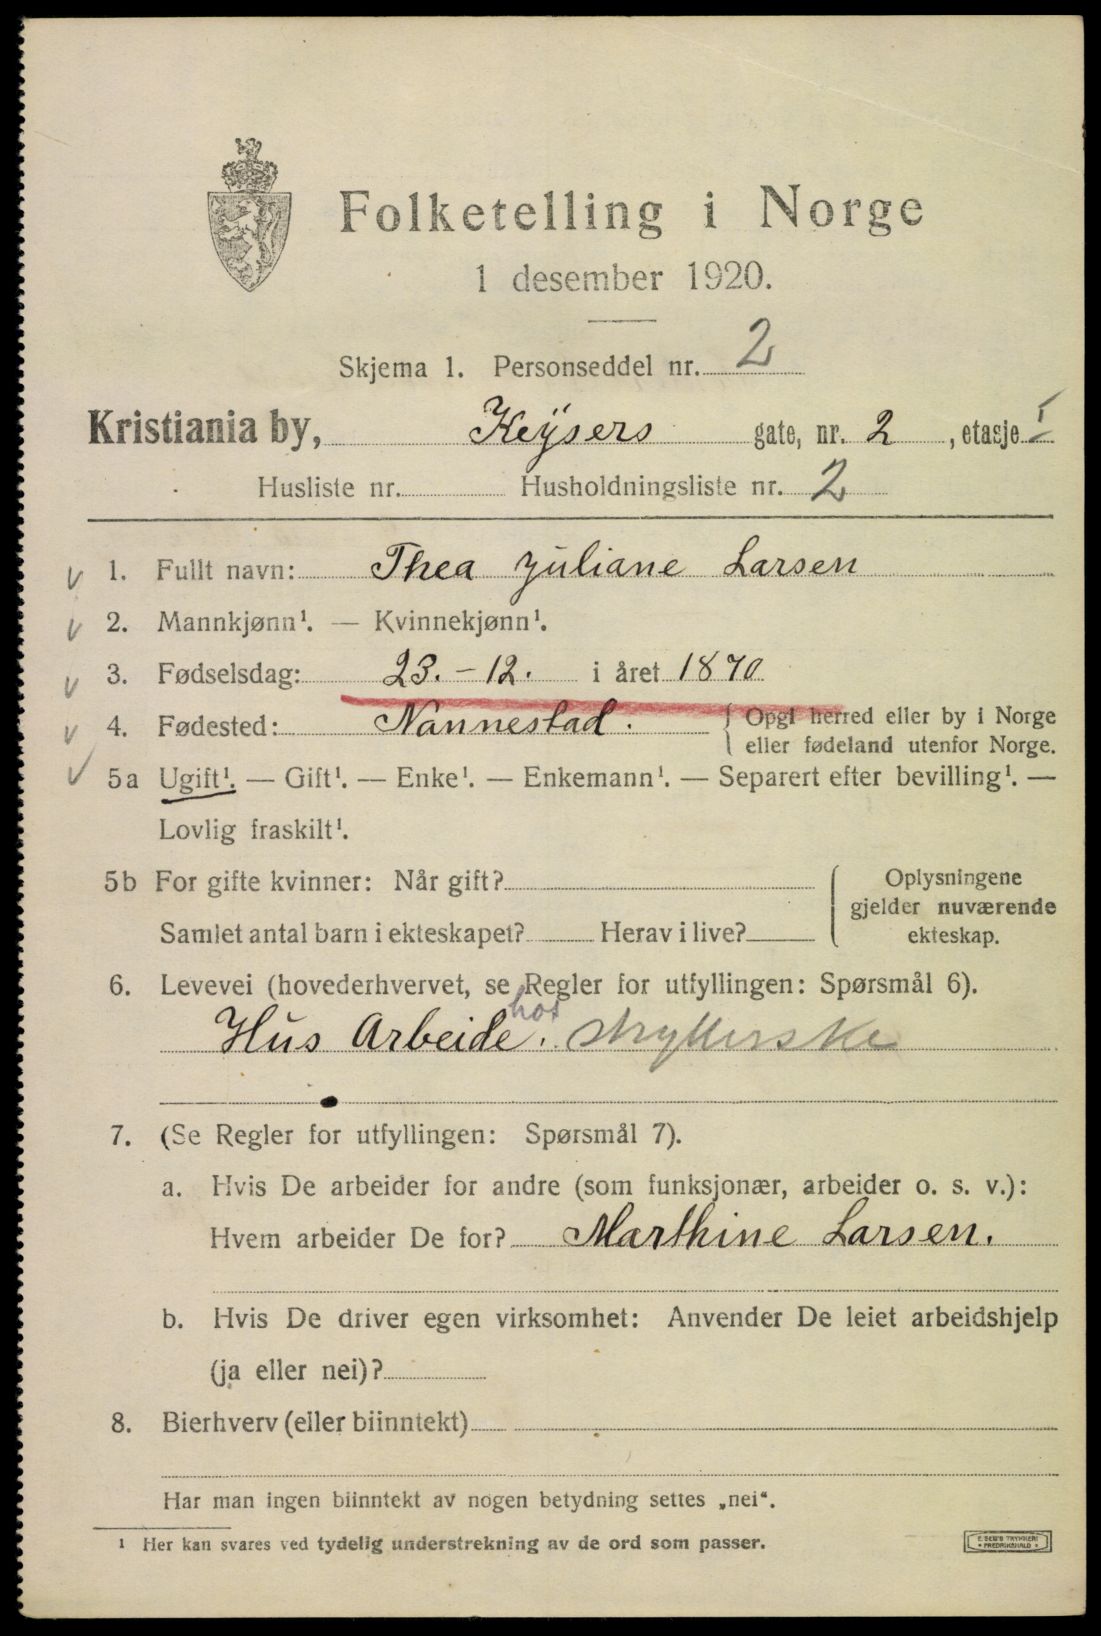 Folketelling i Norge
1 desember 1920.
Skjema 1. Personseddel nr. 2
Kristiania by, Keÿsers gate, nr. 2, etasje I
Husliste nr. Husholdningsliste nr. 2
v 1. Fullt navn: Thea Juliane Larsen
v 2. Mannkjønn¹. — Kvinnekjønn¹.
v 3. Fødselsdag: 23.-12. i året 1870
v 4. Fødested: Nannestad. { Opgi herred eller by i Norge
eller fødeland utenfor Norge.
v 5a Ugift¹. — Gift¹. — Enke¹. — Enkemann¹. — Separert efter bevilling¹. —
Lovlig fraskilt¹.
5b For gifte kvinner: Når gift? { Oplysningene
gjelder nuværende
Samlet antal barn i ekteskapet? Herav i live? ekteskap.
6. Levevei (hovederhvervet, se Regler for utfyllingen: Spørsmål 6).
Hus Arbeide. hos strykerske
7. (Se Regler for utfyllingen: Spørsmål 7).
a. Hvis De arbeider for andre (som funksjonær, arbeider o. s. v.):
Hvem arbeider De for? Marthine Larsen.
b. Hvis De driver egen virksomhet: Anvender De leiet arbeidshjelp
(ja eller nei)?
8. Bierhverv (eller biinntekt)
Har man ingen biinntekt av nogen betydning settes „nei“.
¹ Her kan svares ved tydelig understrekning av de ord som passer.